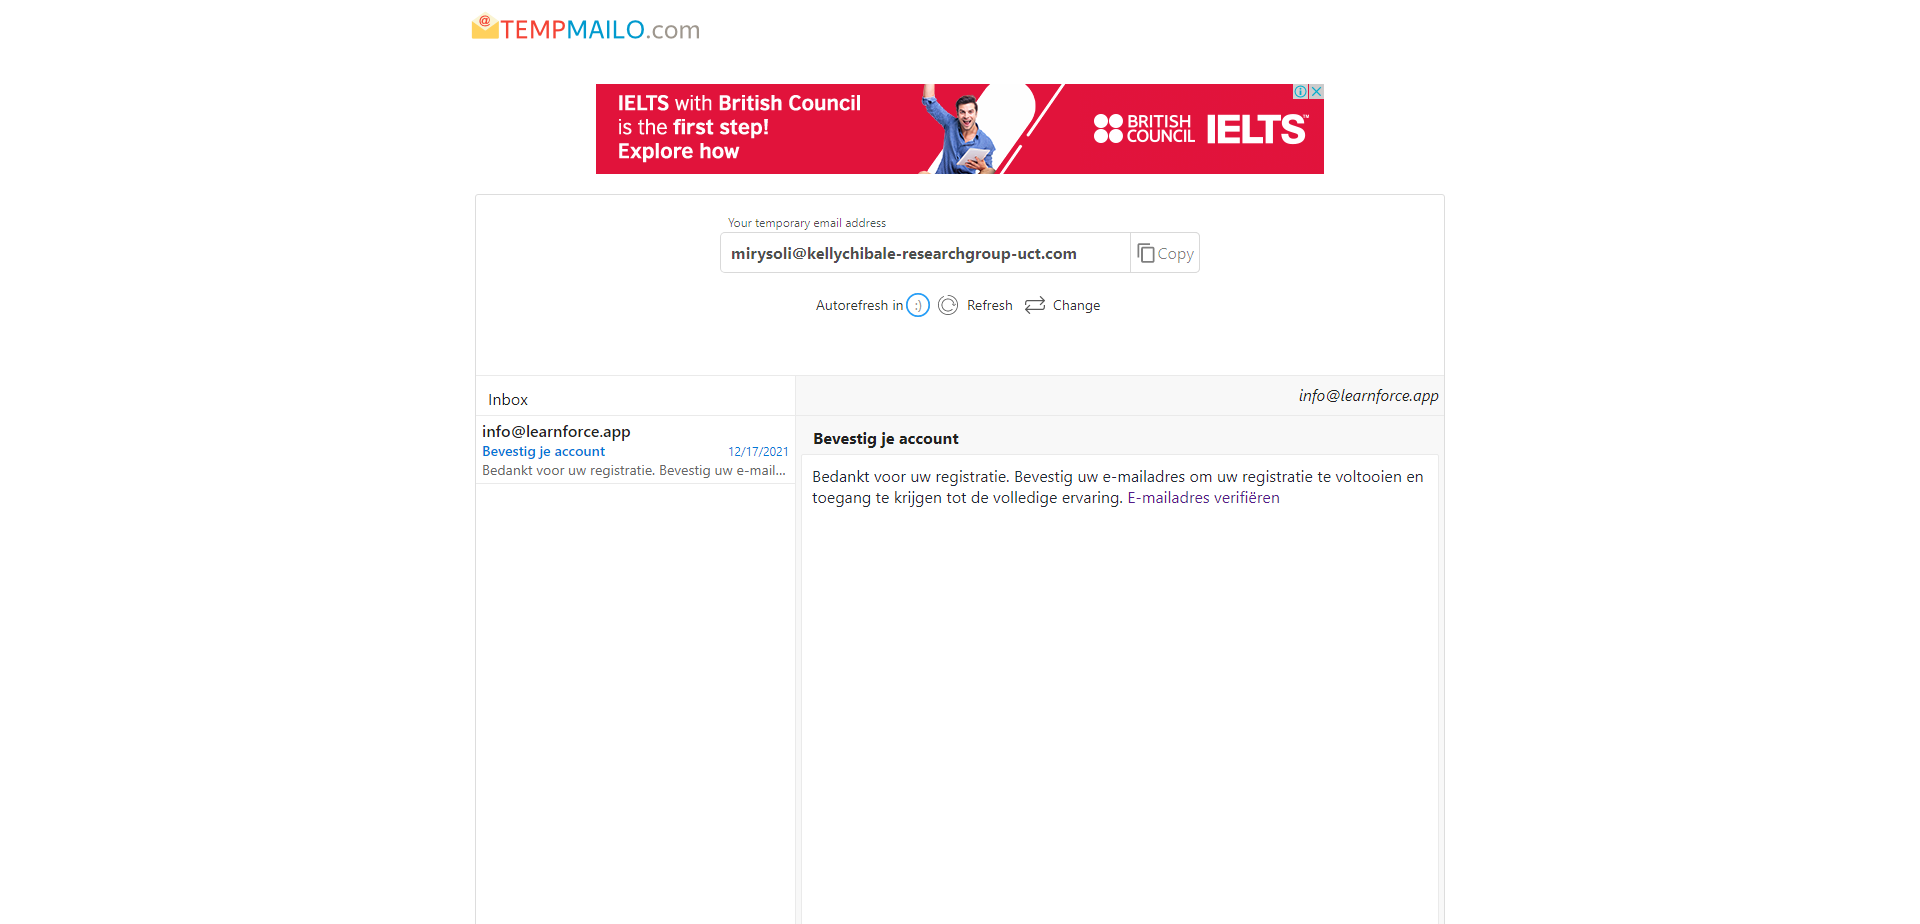 TEMPMAILO.com
IELTS with British Council
is the first step!
Explore how
BRITISH
COUNCIL
IELTS™
Your temporary email address
mirysoli@kellychibale-researchgroup-uct.com
Copy
Autorefresh in :) Refresh Change
Inbox
info@learnforce.app
info@learnforce.app
Bevestig je account 12/17/2021
Bedankt voor uw registratie. Bevestig uw e-mail...
Bevestig je account
Bedankt voor uw registratie. Bevestig uw e-mailadres om uw registratie te voltooien en
toegang te krijgen tot de volledige ervaring. E-mailadres verifiëren